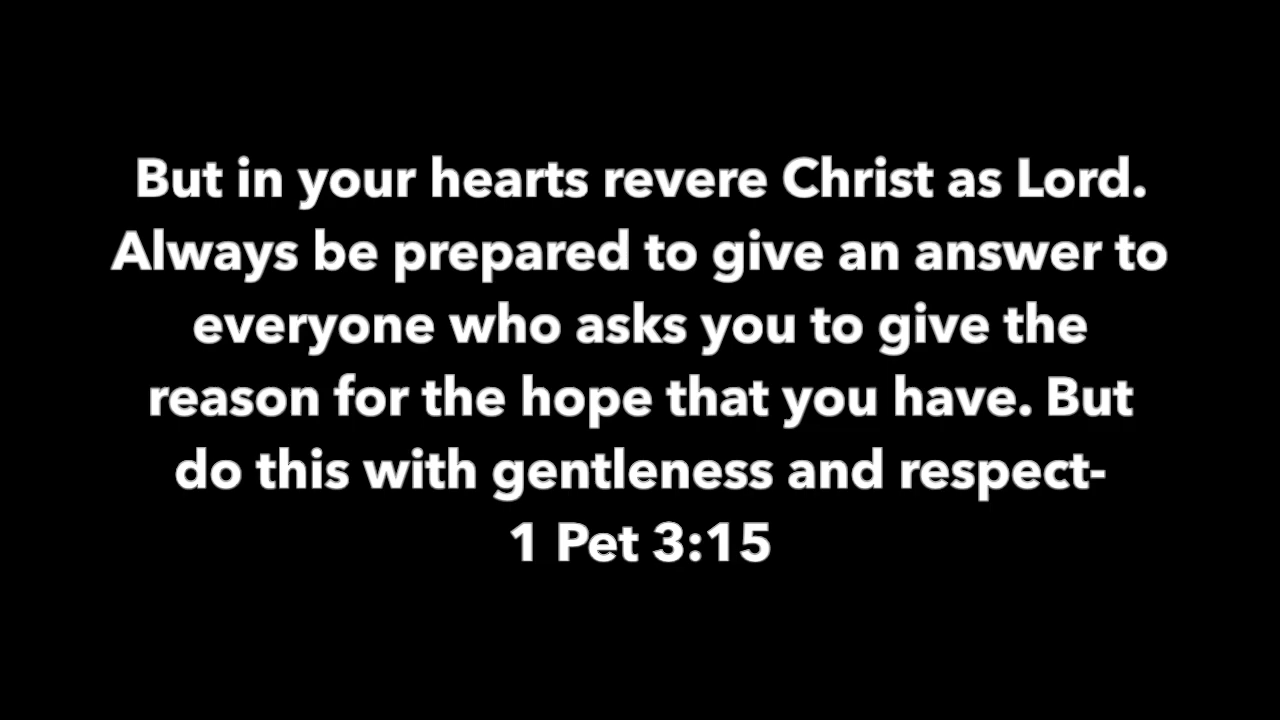 But in your hearts revere Christ as Lord.
Always be prepared to give an answer to
everyone who asks you to give the
reason for the hope that you have. But
do this with gentleness and respect-
1 Pet 3:15